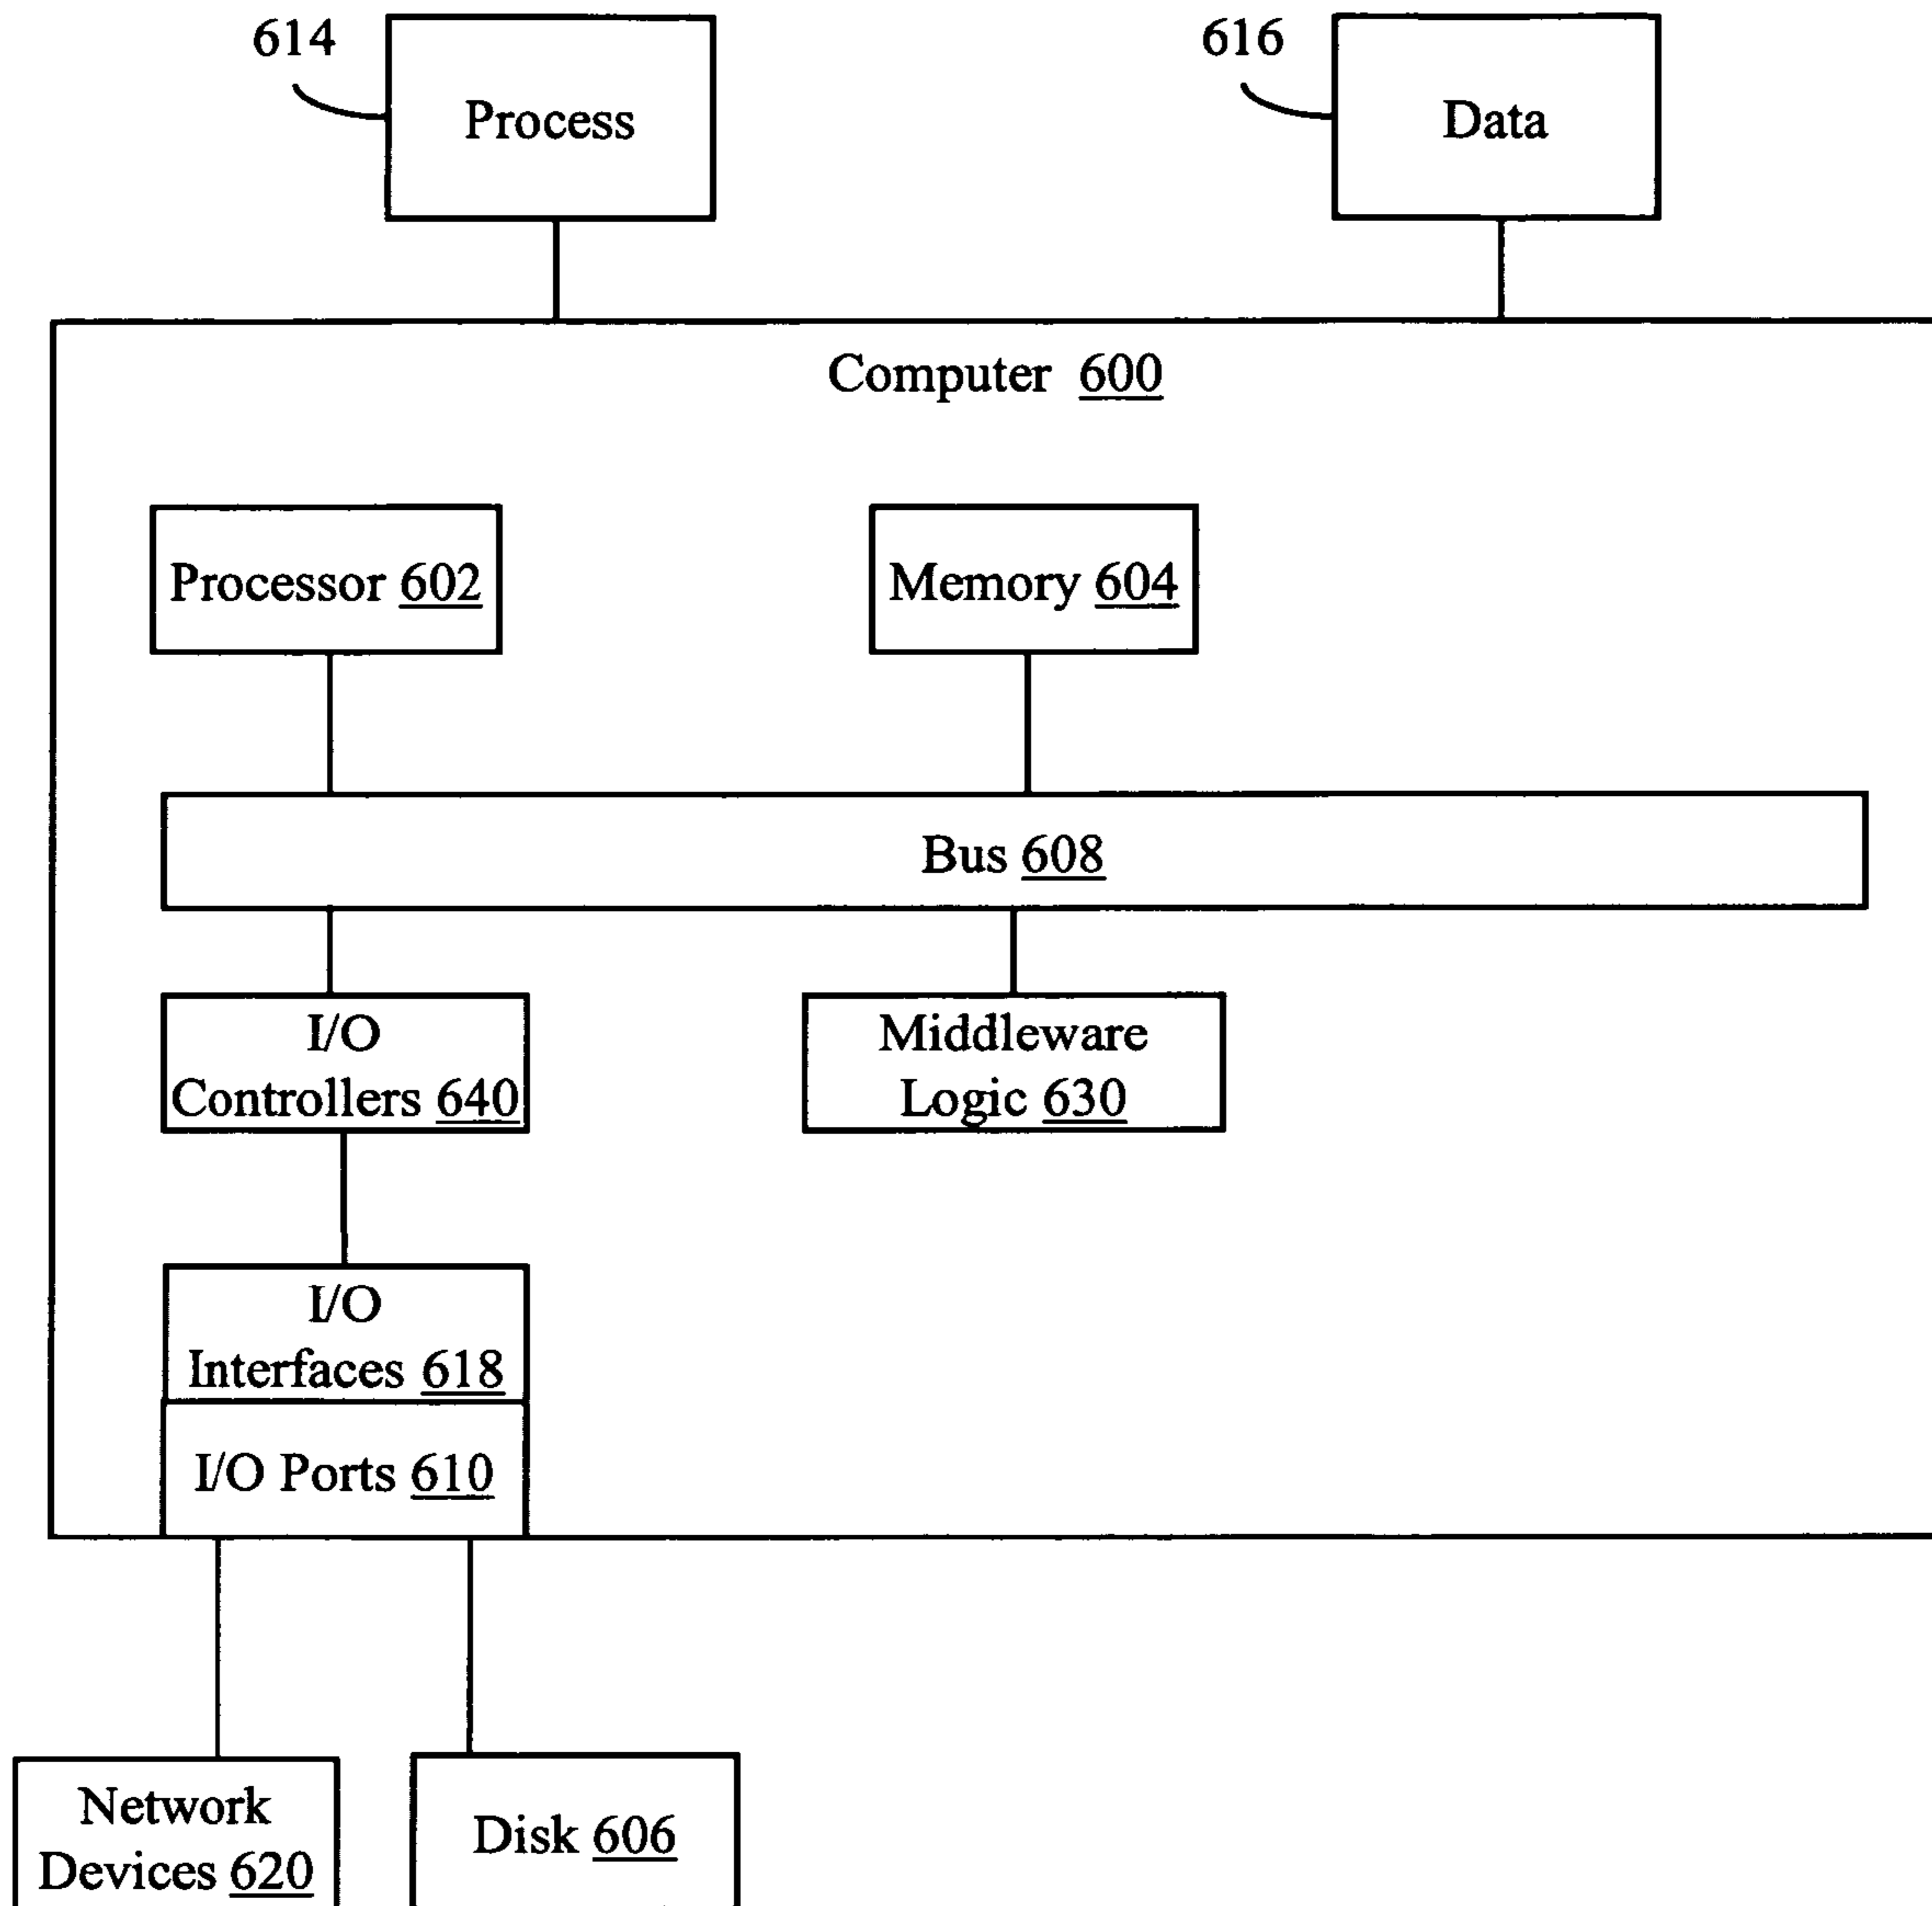 614
616
Process
Data
Computer 600
Processor 602
Memory 604
Bus 608
I/O
Controllers 640
Middleware
Logic 630
I/O
Interfaces 618
I/O Ports 610
Network
Devices 620
Disk 606